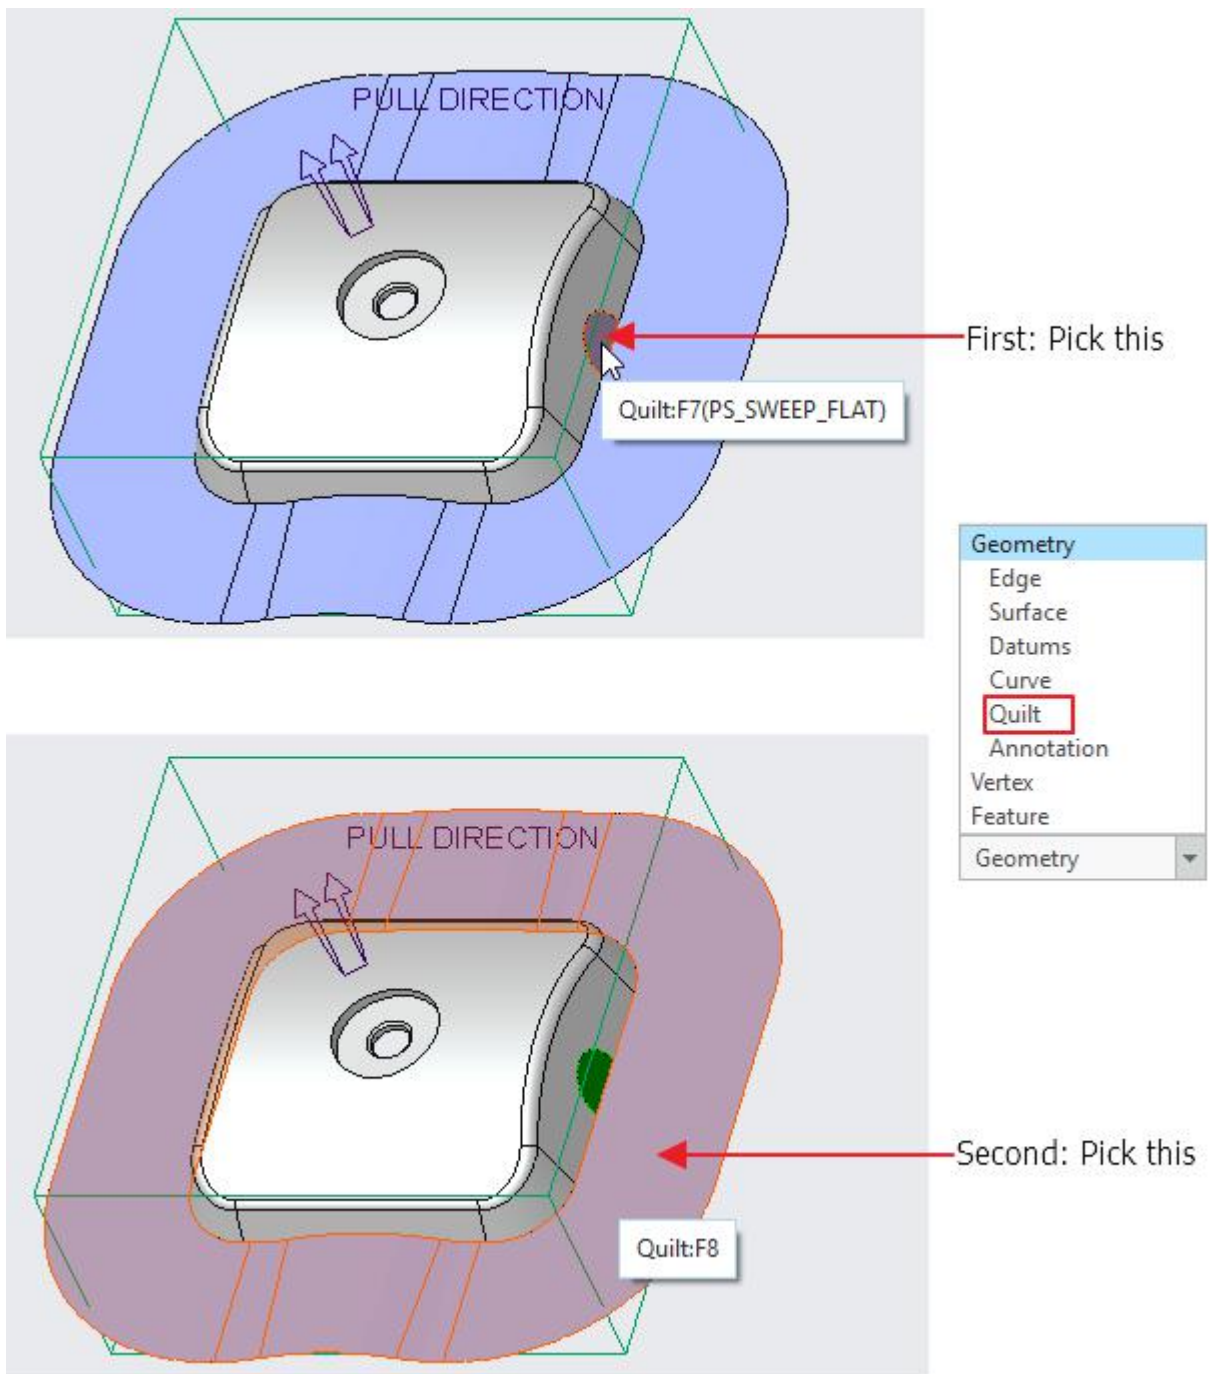 PULL DIRECTION
First: Pick this
Quilt:F7(PS_SWEEP_FLAT)
Geometry
Edge
Surface
Datums
Curve
Quilt
Annotation
Vertex
Feature
Geometry
PULL DIRECTION
Second: Pick this
Quilt:F8